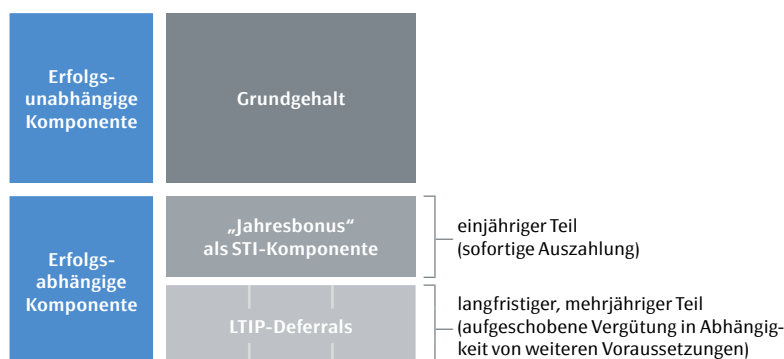 Erfolgs-
unabhängige
Komponente
Grundgehalt
Erfolgs-
abhängige
Komponente
„Jahresbonus“
als STI-Komponente
einjähriger Teil
(sofortige Auszahlung)
LTIP-Deferrals
langfristiger, mehrjähriger Teil
(aufgeschobene Vergütung in Abhängig-
keit von weiteren Voraussetzungen)